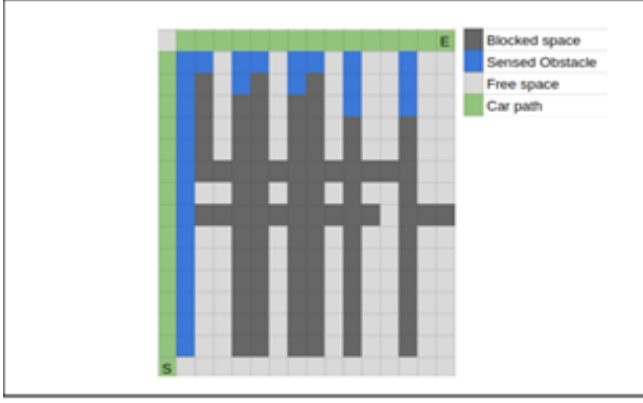 E
Blocked space
Sensed Obstacle
Free space
Car path
S